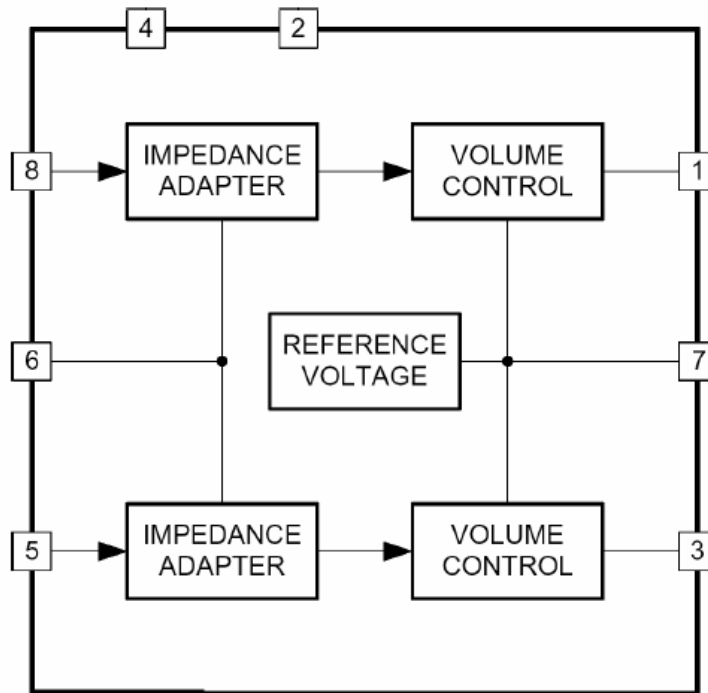 4
2
8
IMPEDANCE
ADAPTER
VOLUME
CONTROL
1
6
REFERENCE
VOLTAGE
7
5
IMPEDANCE
ADAPTER
VOLUME
CONTROL
3